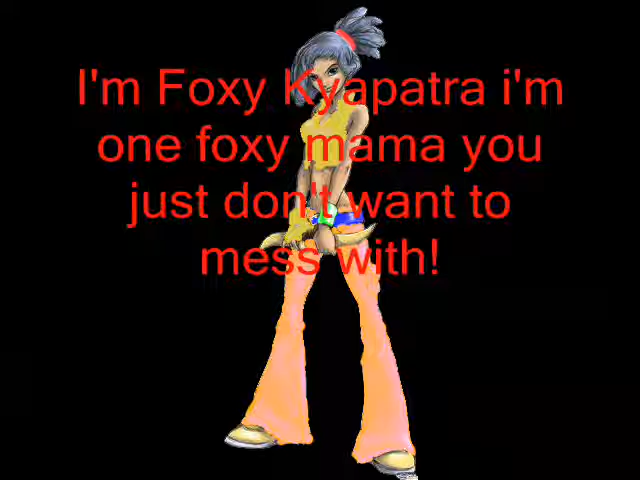 I'm Foxy Kyapatra i'm
one foxy mama you
just don't want to
mess with!